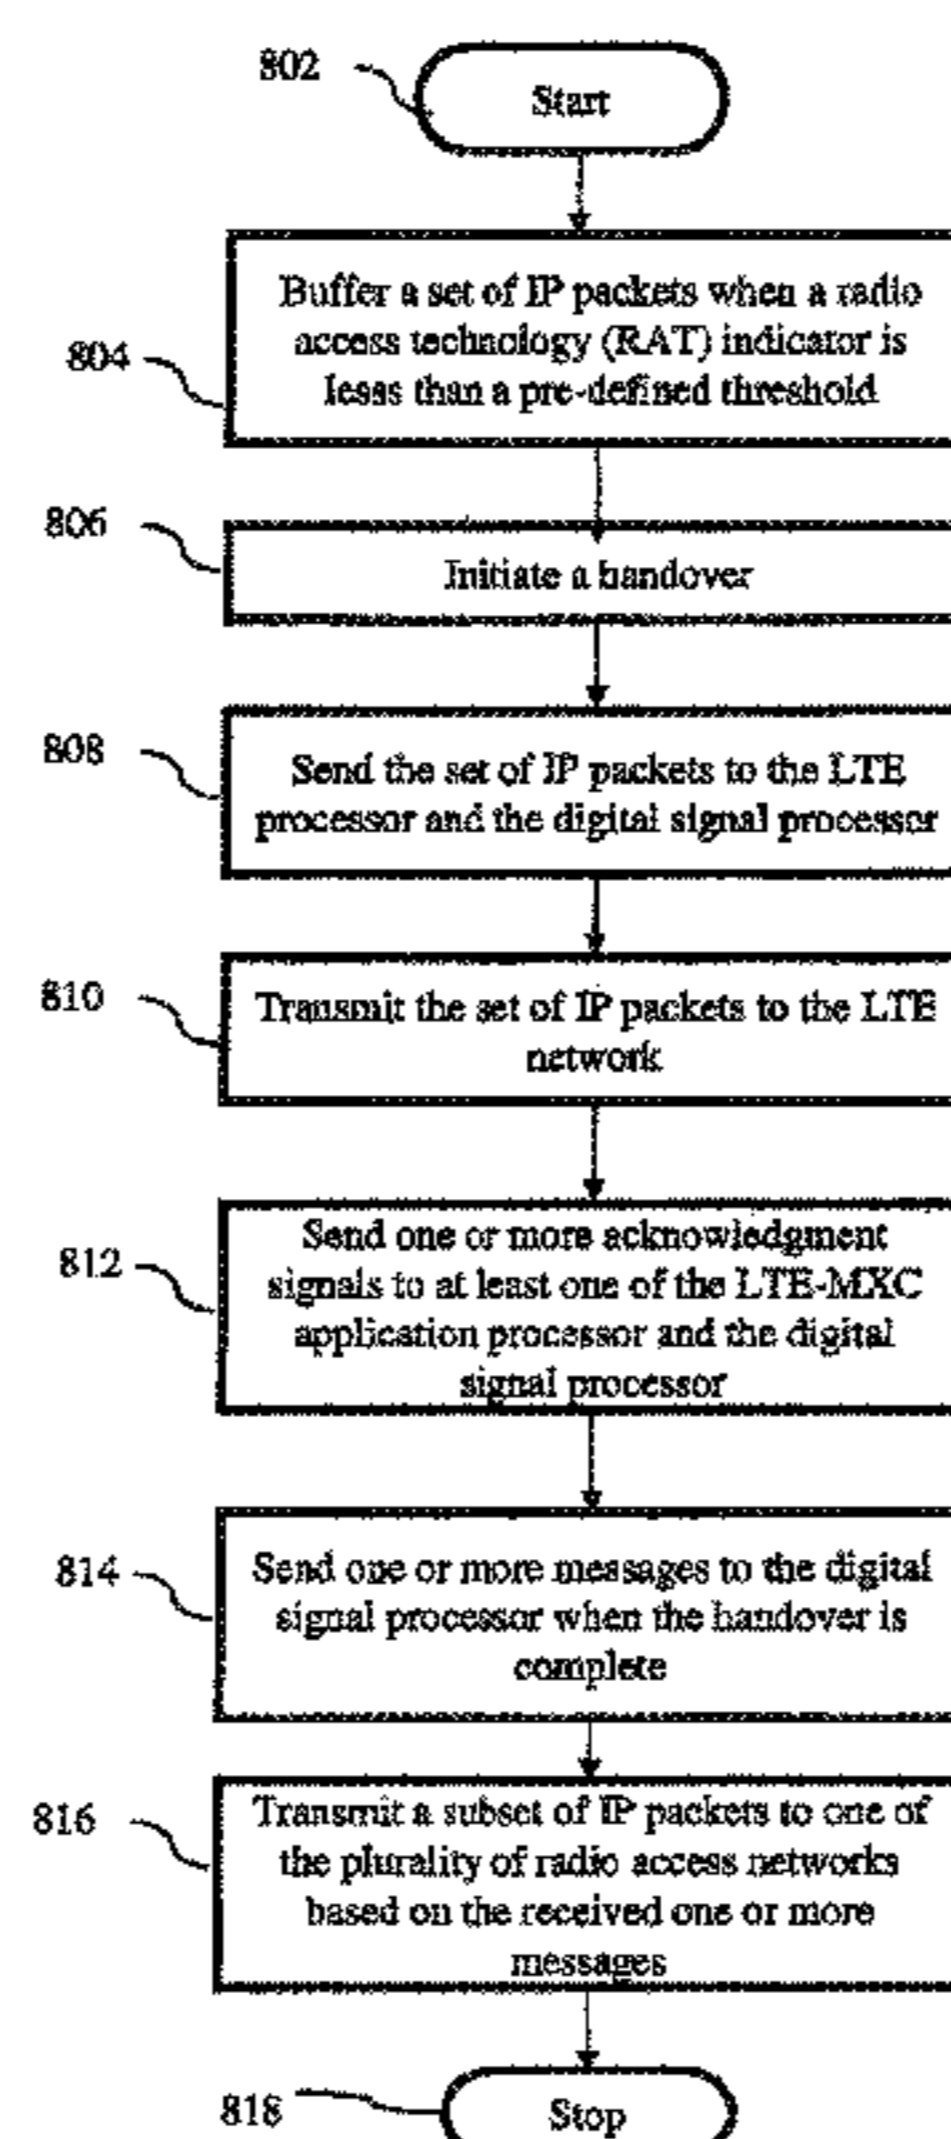 802
Start
Buffer a set of IP packets when a radio
access technology (RAT) indicator is
less than a pre-defined threshold
804
806
Initiate a handover
808
Send the set of IP packets to the LTE
processor and the digital signal processor
810
Transmit the set of IP packets to the LTE
network
Send one or more acknowledgment
signals to at least one of the LTE-MXC
application processor and the digital
signal processor
812
Send one or more messages to the digital
signal processor when the handover is
complete
814
Transmit a subset of IP packets to one of
the plurality of radio access networks
based on the received one or more
messages
816
818
Stop